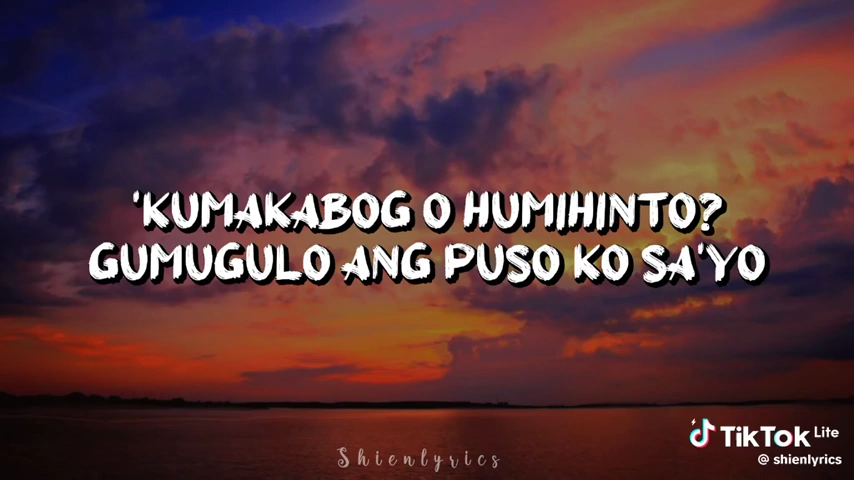 'KUMAKABOG O HUMIHINTO?
GUMUGULO ANG PUSO KO SA'YO
TikTok Lite
@ shienlyrics
Shienlyrics